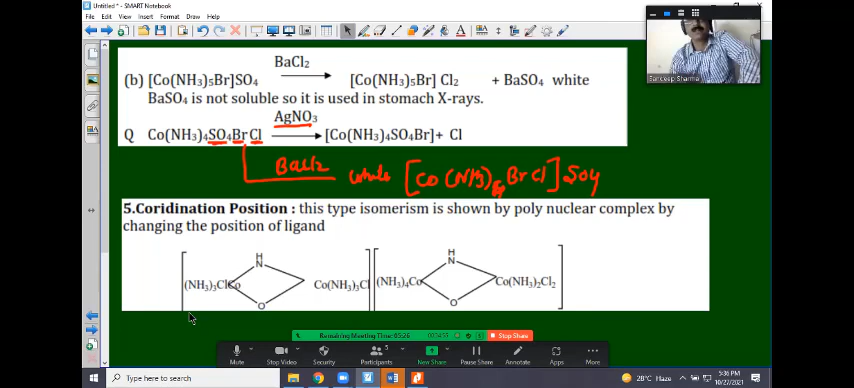 Untitled * - SMART Notebook
File Edit View Insert Format Draw Help
Sandeep Sharma
BaCl2
(b) [Co(NH3)5Br]SO4 [Co(NH3)5Br] Cl2 + BaSO4 white
BaSO4 is not soluble so it is used in stomach X-rays.
AgNO3
Q Co(NH3)4SO4Br Cl [Co(NH3)4SO4Br]+ Cl
BaCl2 white [Co (NH3) Br Cl] SO4
5.Coridination Position : this type isomerism is shown by poly nuclear complex by
changing the position of ligand
H H
N N
(NH3)3ClCo Co(NH3)3Cl (NH3)4Co Co(NH3)2Cl2
O O
Remaining Meeting Time: 05:26
Stop Share
Mute Stop Video Security Participants 5 New Share Pause Share Annotate Apps More
Type here to search
28°C Haze
5:36 PM
10/27/2021